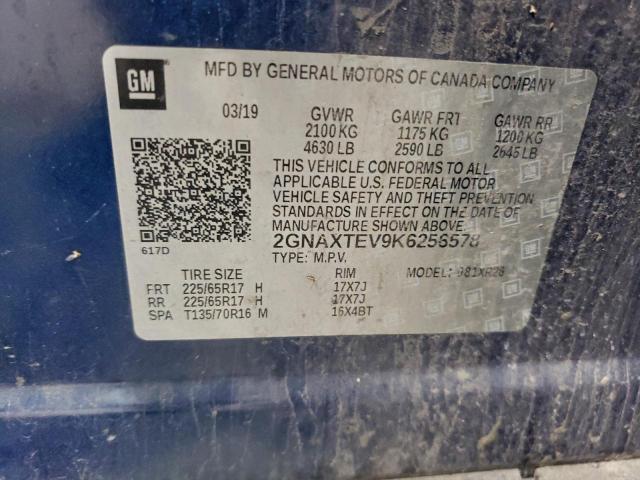 GM
MFD BY GENERAL MOTORS OF CANADA COMPANY
03/19 GVWR GAWR FRT GAWR RR
2100 KG 1175 KG 1200 KG
4630 LB 2590 LB 2645 LB
THIS VEHICLE CONFORMS TO ALL
APPLICABLE U.S. FEDERAL MOTOR
VEHICLE SAFETY AND THEFT PREVENTION
STANDARDS IN EFFECT ON THE DATE OF
MANUFACTURE SHOWN ABOVE.
617D
2GNAXTEV9K6256578
TYPE: M.P.V. MODEL:
TIRE SIZE RIM
FRT 225/65R17 H 17X7J
RR 225/65R17 H 17X7J
SPA T135/70R16 M 16X4BT